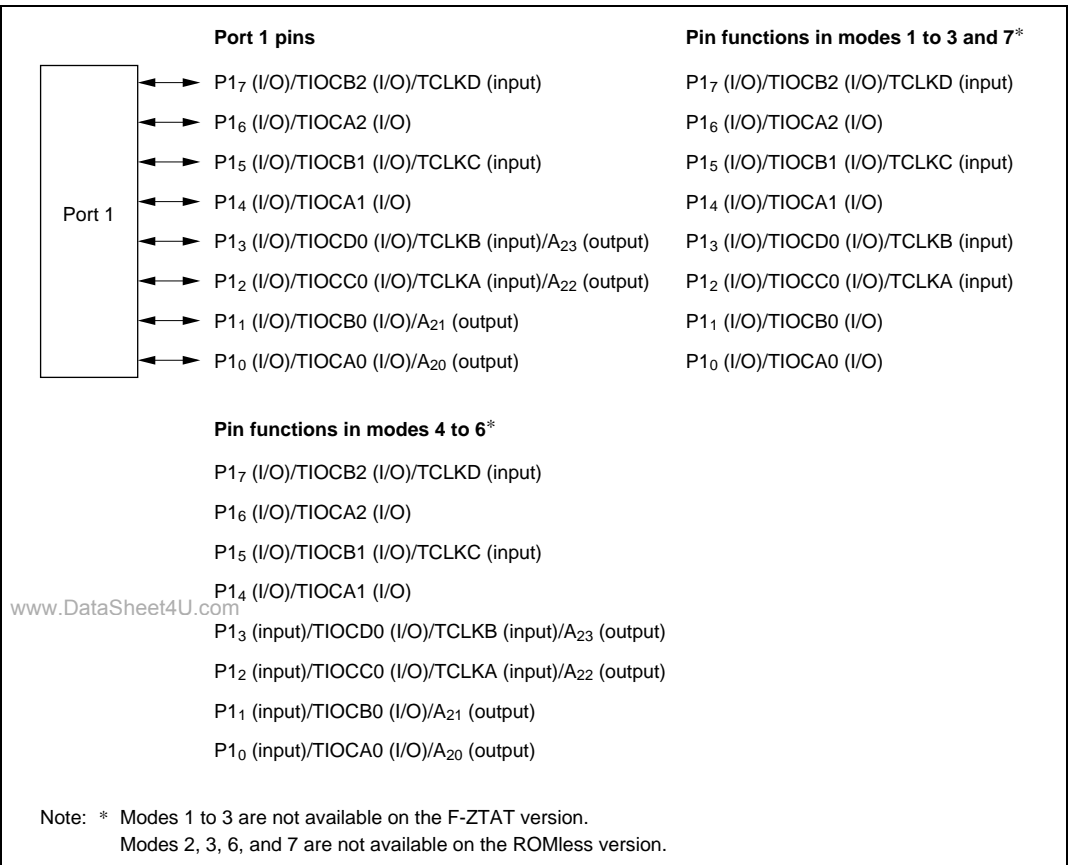 Port 1 pins
Pin functions in modes 1 to 3 and 7*
Port 1
P1₇ (I/O)/TIOCB2 (I/O)/TCLKD (input)
P1₇ (I/O)/TIOCB2 (I/O)/TCLKD (input)
P1₆ (I/O)/TIOCA2 (I/O)
P1₆ (I/O)/TIOCA2 (I/O)
P1₅ (I/O)/TIOCB1 (I/O)/TCLKC (input)
P1₅ (I/O)/TIOCB1 (I/O)/TCLKC (input)
P1₄ (I/O)/TIOCA1 (I/O)
P1₄ (I/O)/TIOCA1 (I/O)
P1₃ (I/O)/TIOCD0 (I/O)/TCLKB (input)/A₂₃ (output)
P1₃ (I/O)/TIOCD0 (I/O)/TCLKB (input)
P1₂ (I/O)/TIOCC0 (I/O)/TCLKA (input)/A₂₂ (output)
P1₂ (I/O)/TIOCC0 (I/O)/TCLKA (input)
P1₁ (I/O)/TIOCB0 (I/O)/A₂₁ (output)
P1₁ (I/O)/TIOCB0 (I/O)
P1₀ (I/O)/TIOCA0 (I/O)/A₂₀ (output)
P1₀ (I/O)/TIOCA0 (I/O)
Pin functions in modes 4 to 6*
P1₇ (I/O)/TIOCB2 (I/O)/TCLKD (input)
P1₆ (I/O)/TIOCA2 (I/O)
P1₅ (I/O)/TIOCB1 (I/O)/TCLKC (input)
P1₄ (I/O)/TIOCA1 (I/O)
www.DataSheet4U.com
P1₃ (input)/TIOCD0 (I/O)/TCLKB (input)/A₂₃ (output)
P1₂ (input)/TIOCC0 (I/O)/TCLKA (input)/A₂₂ (output)
P1₁ (input)/TIOCB0 (I/O)/A₂₁ (output)
P1₀ (input)/TIOCA0 (I/O)/A₂₀ (output)
Note: * Modes 1 to 3 are not available on the F-ZTAT version.
Modes 2, 3, 6, and 7 are not available on the ROMless version.